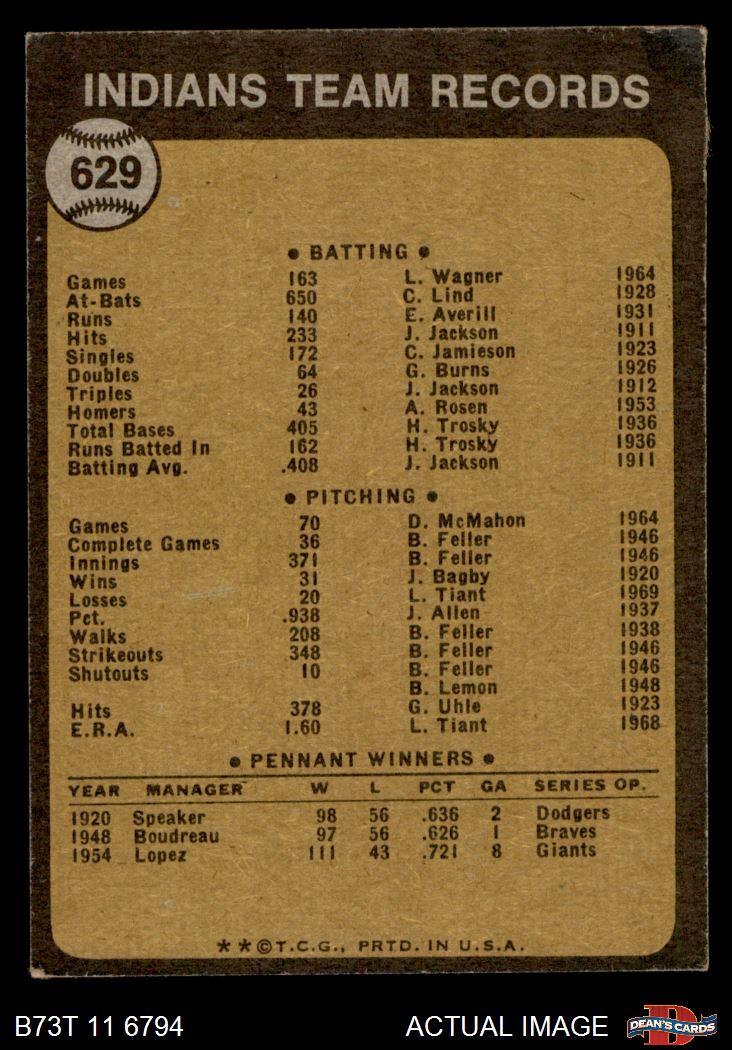 INDIANS TEAM RECORDS
629
• BATTING •
Games 163 L. Wagner 1964
At-Bats 650 C. Lind 1928
Runs 140 E. Averill 1931
Hits 233 J. Jackson 1911
Singles 172 C. Jamieson 1923
Doubles 64 G. Burns 1926
Triples 26 J. Jackson 1912
Homers 43 A. Rosen 1953
Total Bases 405 H. Trosky 1936
Runs Batted In 162 H. Trosky 1936
Batting Avg. .408 J. Jackson 1911
• PITCHING •
Games 70 D. McMahon 1964
Complete Games 36 B. Feller 1946
Innings 371 B. Feller 1946
Wins 31 J. Bagby 1920
Losses 20 L. Tiant 1969
Pct. .938 J. Allen 1937
Walks 208 B. Feller 1938
Strikeouts 348 B. Feller 1946
Shutouts 10 B. Feller 1946
B. Lemon 1948
Hits 378 G. Uhle 1923
E.R.A. 1.60 L. Tiant 1968
• PENNANT WINNERS •
YEAR MANAGER W L PCT GA SERIES OP.
1920 Speaker 98 56 .636 2 Dodgers
1948 Boudreau 97 56 .626 1 Braves
1954 Lopez 111 43 .721 8 Giants
**©T.C.G., PRTD. IN U.S.A.
B73T 11 6794 ACTUAL IMAGE DEAN'S CARDS